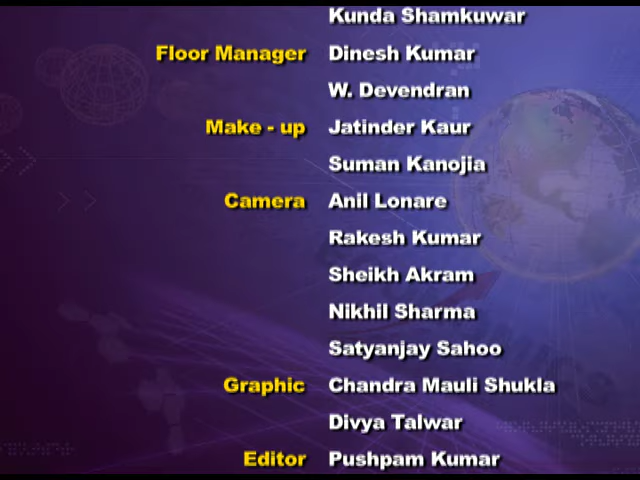 Kunda Shamkuwar
Floor Manager Dinesh Kumar
W. Devendran
Make - up Jatinder Kaur
Suman Kanojia
Camera Anil Lonare
Rakesh Kumar
Sheikh Akram
Nikhil Sharma
Satyanjay Sahoo
Graphic Chandra Mauli Shukla
Divya Talwar
Editor Pushpam Kumar